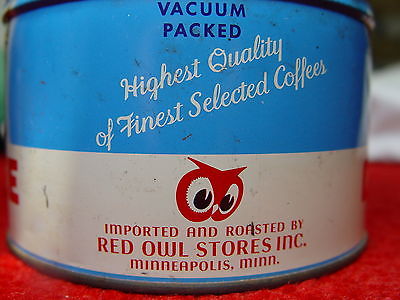 VACUUM
PACKED
Highest Quality
of Finest Selected Coffees
IMPORTED AND ROASTED BY
RED OWL STORES INC.
MINNEAPOLIS, MINN.